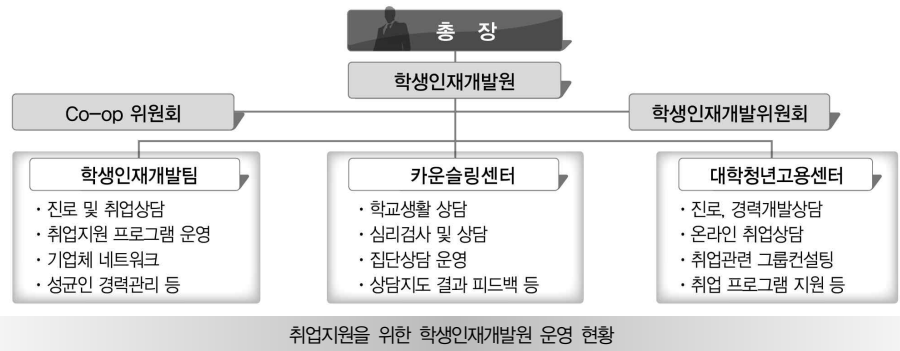 총 장
학생인재개발원
Co-op 위원회
학생인재개발위원회
학생인재개발팀
· 진로 및 취업상담
· 취업지원 프로그램 운영
· 기업체 네트워크
· 성균인 경력관리 등
카운슬링센터
· 학교생활 상담
· 심리검사 및 상담
· 집단상담 운영
· 상담지도 결과 피드백 등
대학청년고용센터
· 진로, 경력개발상담
· 온라인 취업상담
· 취업관련 그룹컨설팅
· 취업 프로그램 지원 등
취업지원을 위한 학생인재개발원 운영 현황